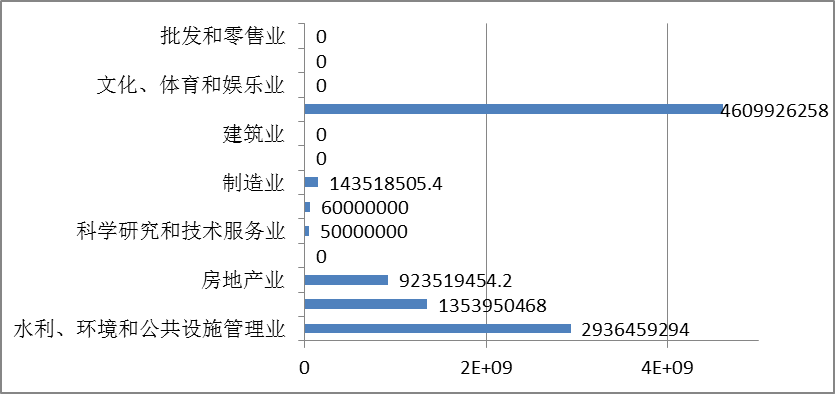 批发和零售业 0
0
文化、体育和娱乐业 0
4609926258
建筑业 0
0
制造业 143518505.4
60000000
科学研究和技术服务业 50000000
0
房地产业 923519454.2
1353950468
水利、环境和公共设施管理业 2936459294
0 2E+09 4E+09